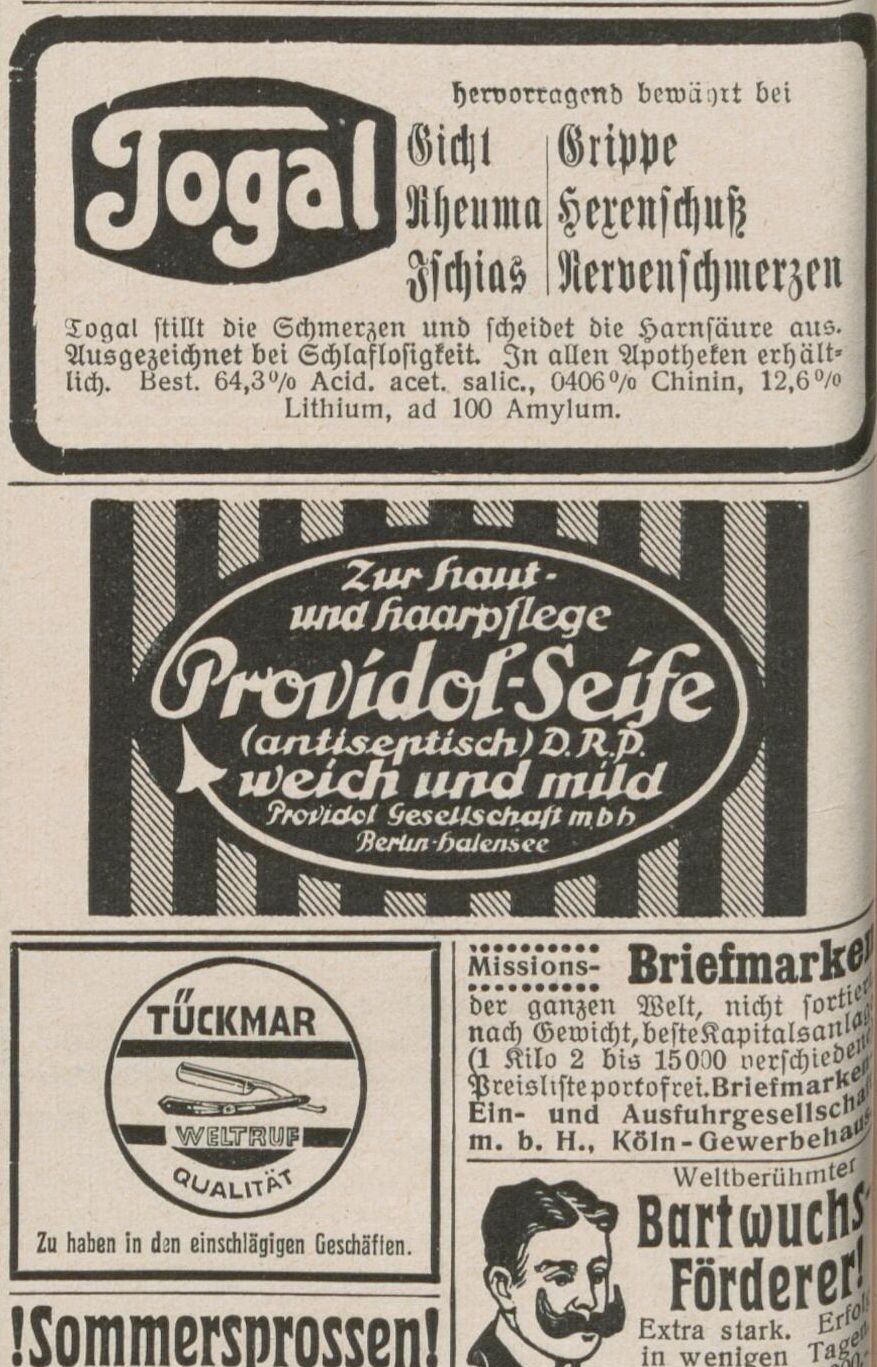 Togal
hervorragend bewährt bei
Gicht
Rheuma
Ischias
Grippe
Hexenschuß
Nervenschmerzen
Togal stillt die Schmerzen und scheidet die Harnsäure aus.
Ausgezeichnet bei Schlaflosigkeit. In allen Apotheken erhält-
lich. Best. 64,3% Acid. acet. salic., 0406% Chinin, 12,6%
Lithium, ad 100 Amylum.
Zur Haut-
und Haarpflege
Providol-Seife
(antiseptisch) D.R.P.
weich und mild
Providol Gesellschaft mbh
Berlin-Halensee
TÜCKMAR
WELTRUF
QUALITÄT
Zu haben in den einschlägigen Geschäften.
!Sommersprossen!
Missions- Briefmarken
der ganzen Welt, nicht sortiert
nach Gewicht, beste Kapitalsanlage
(1 Kilo 2 bis 15000 verschiedene
Preisliste portofrei. Briefmarken
Ein- und Ausfuhrgesellschaft
m. b. H., Köln-Gewerbehaus
Weltberühmter
Bartwuchs-
Förderer!
Extra stark. Erfolg
in wenigen Tagen,